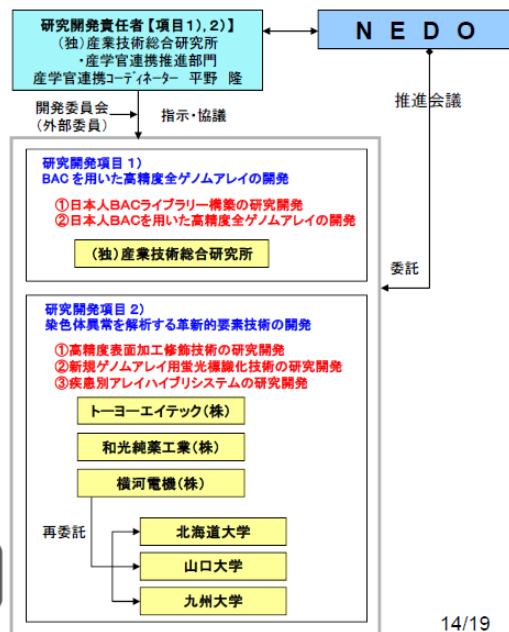 研究開発責任者【項目1),2)】
(独)産業技術総合研究所
・産学官連携推進部門
産学官連携コーディネーター 平野 隆
N E D O
開発委員会
(外部委員)
指示・協議
推進会議
研究開発項目 1)
BAC を用いた高精度全ゲノムアレイの開発
①日本人BACライブラリー構築の研究開発
②日本人BACを用いた高精度全ゲノムアレイの開発
(独)産業技術総合研究所
委託
研究開発項目 2)
染色体異常を解析する革新的要素技術の開発
①高精度表面加工修飾技術の研究開発
②新規ゲノムアレイ用蛍光標識化技術の研究開発
③疾患別アレイハイブリシステムの研究開発
トーヨーエイテック(株)
和光純薬工業(株)
横河電機(株)
再委託
北海道大学
山口大学
九州大学
14/19